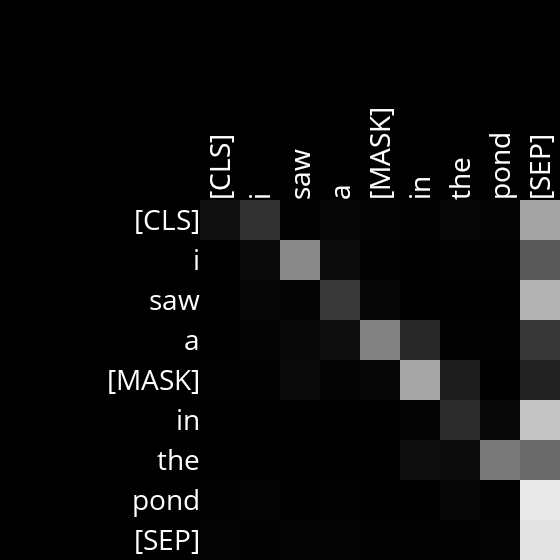 [CLS] i saw a [MASK] in the pond [SEP]
[CLS]
i
saw
a
[MASK]
in
the
pond
[SEP]